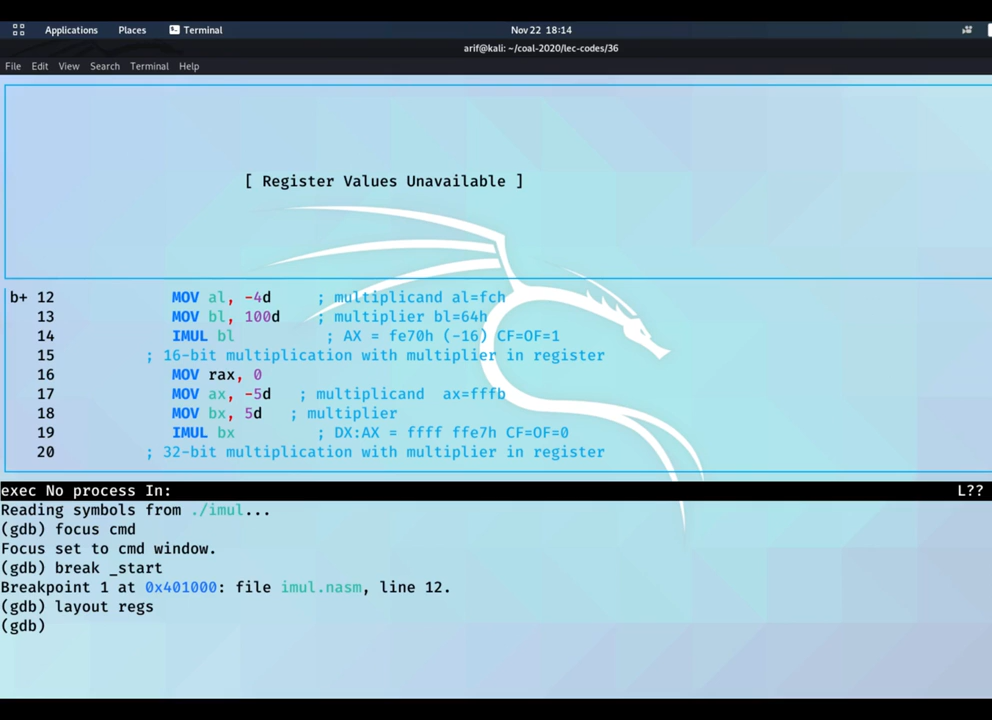 Applications Places Terminal Nov 22 18:14
arif@kali: ~/coal-2020/lec-codes/36
File Edit View Search Terminal Help
[ Register Values Unavailable ]
b+ 12 MOV al, -4d ; multiplicand al=fch
13 MOV bl, 100d ; multiplier bl=64h
14 IMUL bl ; AX = fe70h (-16) CF=OF=1
15 ; 16-bit multiplication with multiplier in register
16 MOV rax, 0
17 MOV ax, -5d ; multiplicand ax=fffb
18 MOV bx, 5d ; multiplier
19 IMUL bx ; DX:AX = ffff ffe7h CF=OF=0
20 ; 32-bit multiplication with multiplier in register
exec No process In: L??
Reading symbols from ./imul...
(gdb) focus cmd
Focus set to cmd window.
(gdb) break _start
Breakpoint 1 at 0x401000: file imul.nasm, line 12.
(gdb) layout regs
(gdb)